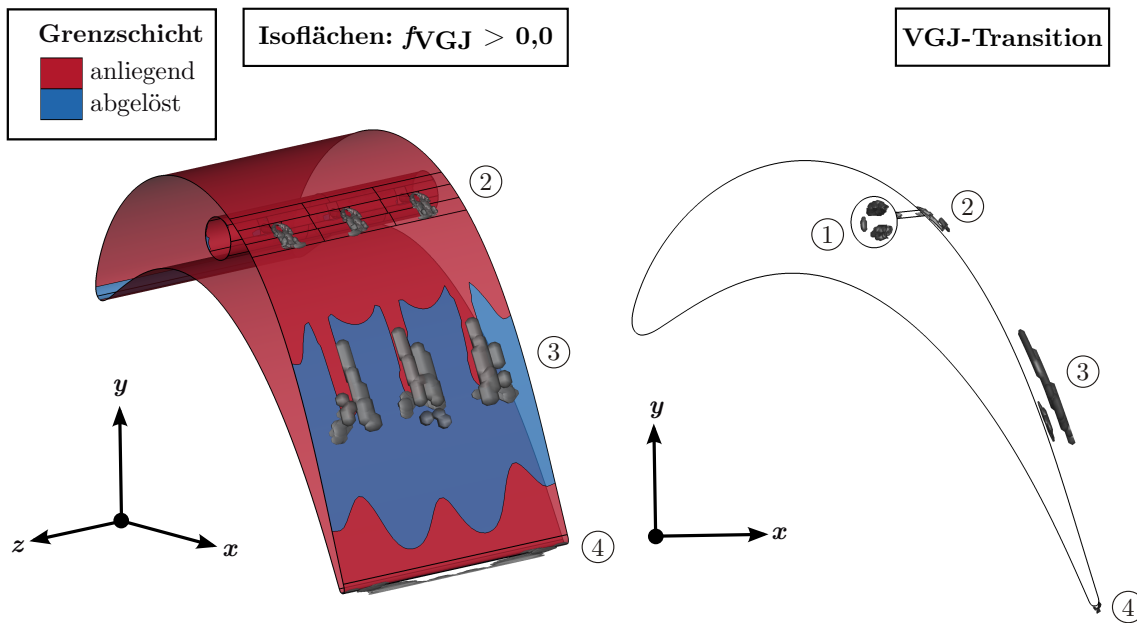 Grenzschicht
anliegend
abgelöst
Isoflächen: fVGJ > 0,0
VGJ-Transition
2
3
4
y
z
x
1
2
3
4
y
x